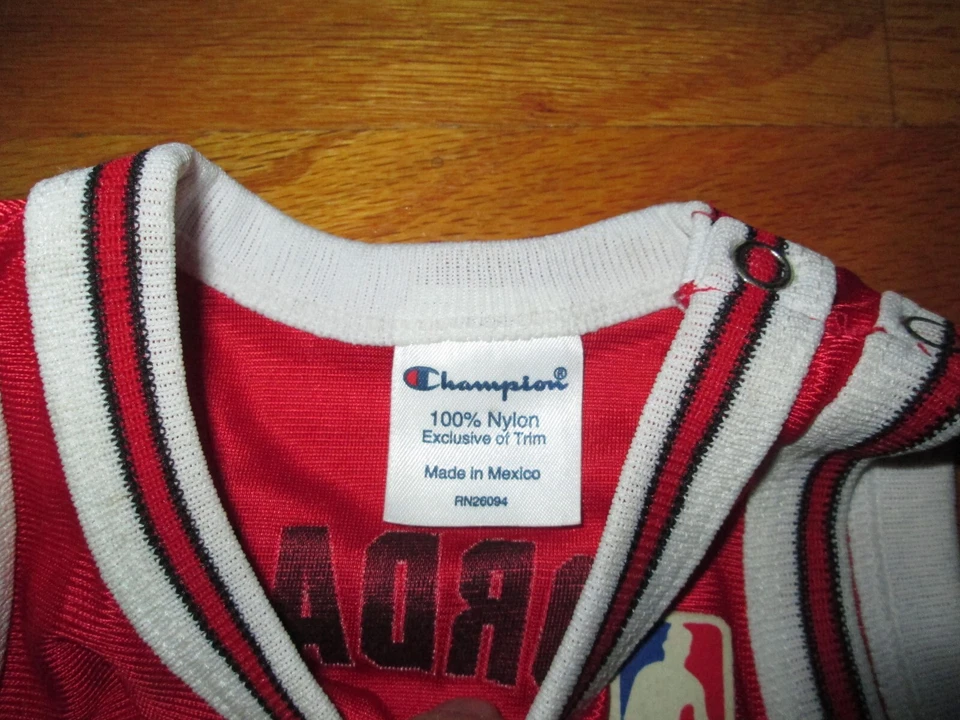 Champion®
100% Nylon
Exclusive of Trim
Made in Mexico
RN26094